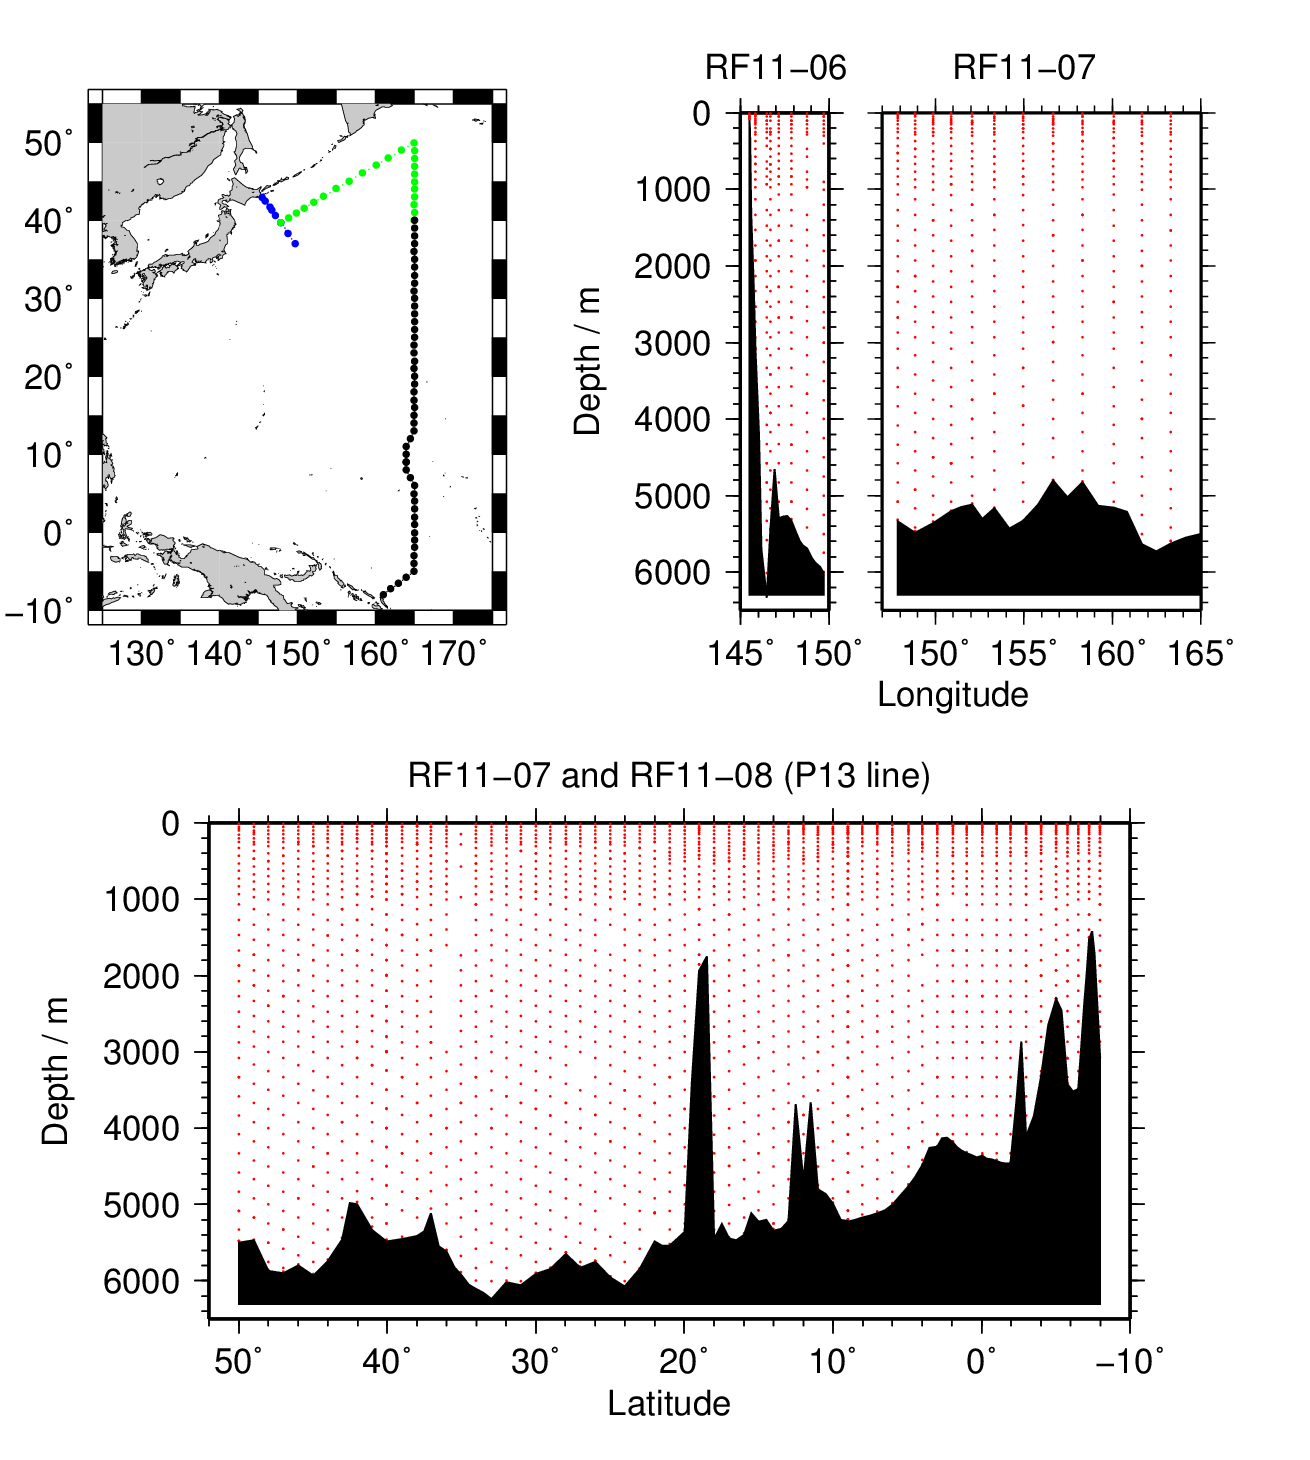 RF11−06 RF11−07
50˚
40˚
30˚
20˚
10˚
0˚
−10˚
130˚ 140˚ 150˚ 160˚ 170˚
0
1000
2000
3000
4000
5000
6000
Depth / m
145˚ 150˚ 150˚ 155˚ 160˚ 165˚
Longitude
RF11−07 and RF11−08 (P13 line)
0
1000
2000
3000
4000
5000
6000
Depth / m
50˚ 40˚ 30˚ 20˚ 10˚ 0˚ −10˚
Latitude